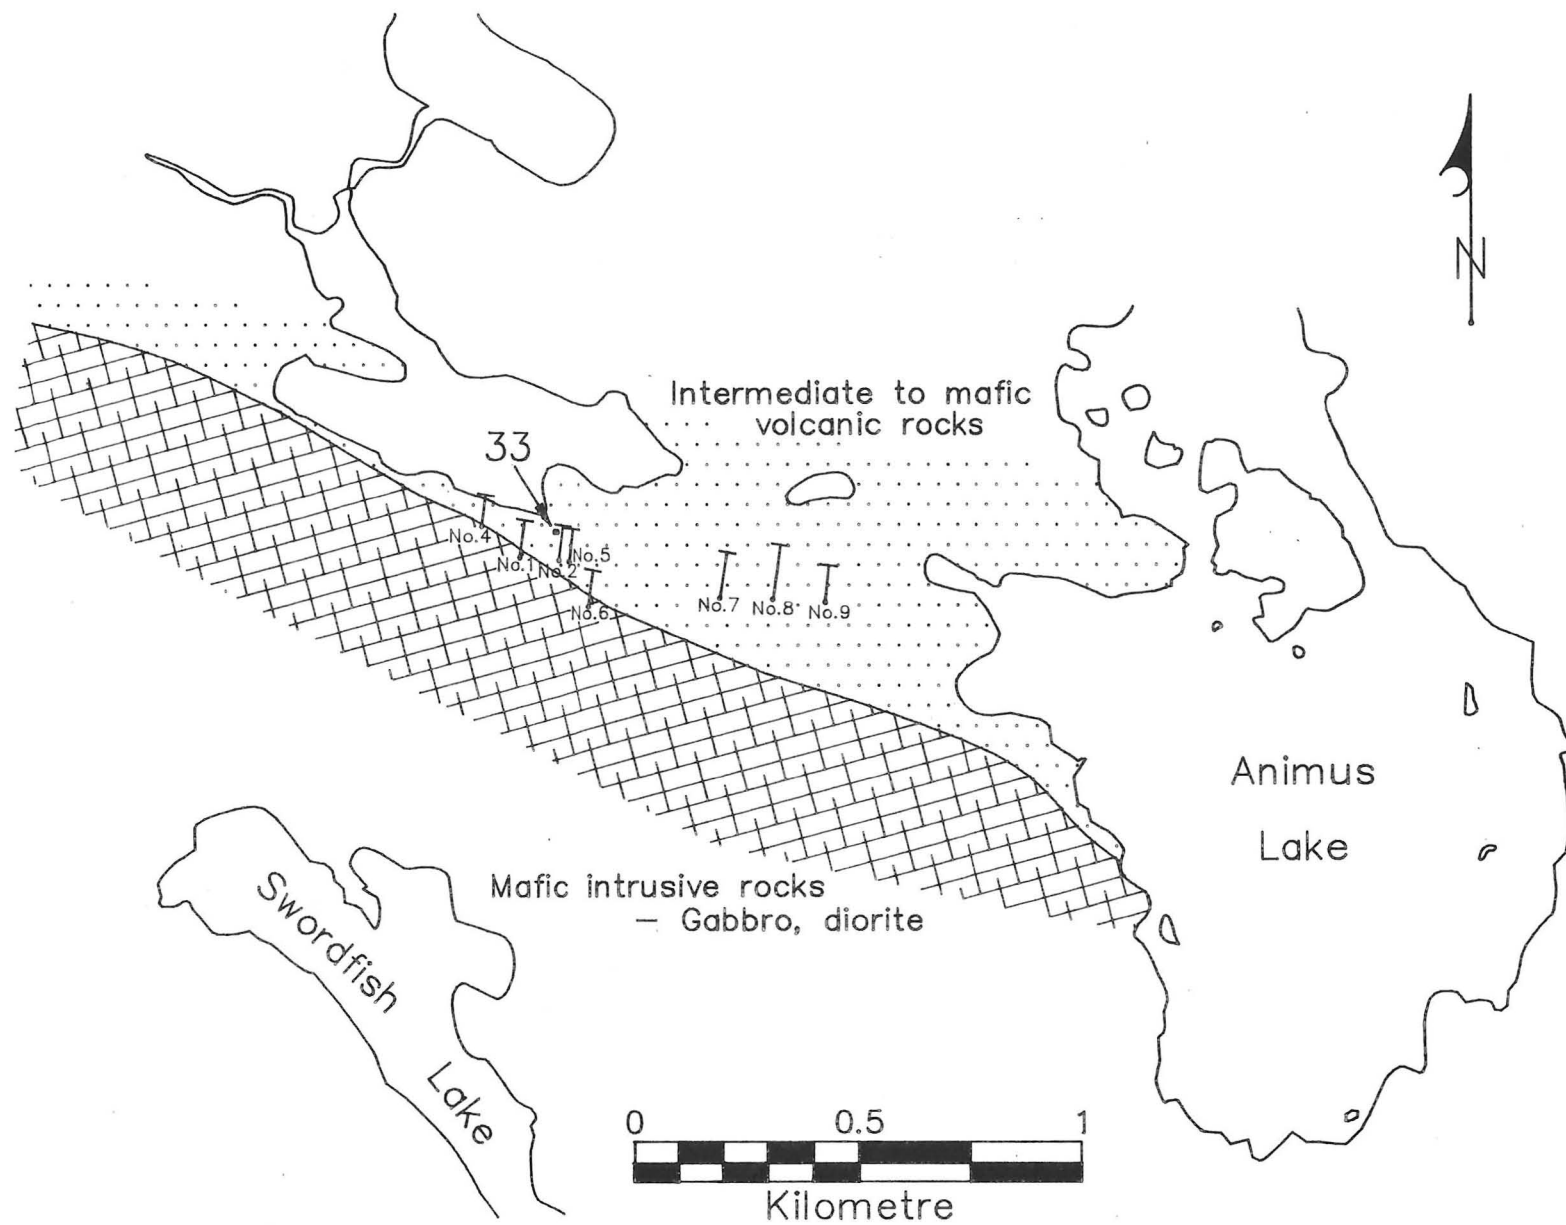 N
Intermediate to mafic
volcanic rocks
33
No.4
No.1
No.2
No.5
No.6
No.7
No.8
No.9
Animus
Lake
Mafic intrusive rocks
– Gabbro, diorite
Swordfish
Lake
0 0.5 1
Kilometre